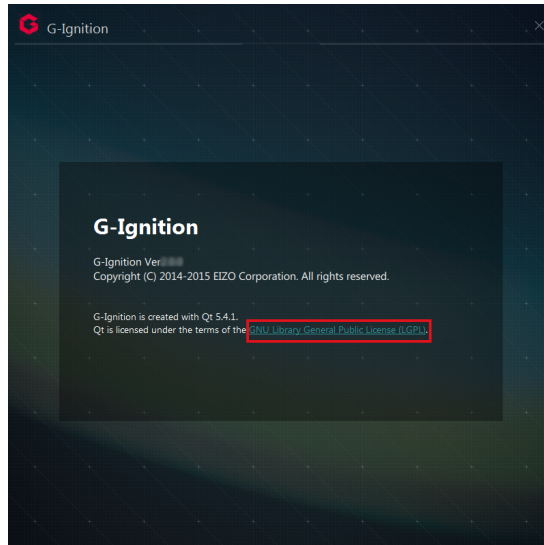 G-Ignition
G-Ignition
G-Ignition Ver
Copyright (C) 2014-2015 EIZO Corporation. All rights reserved.
G-Ignition is created with Qt 5.4.1.
Qt is licensed under the terms of the GNU Library General Public License (LGPL).